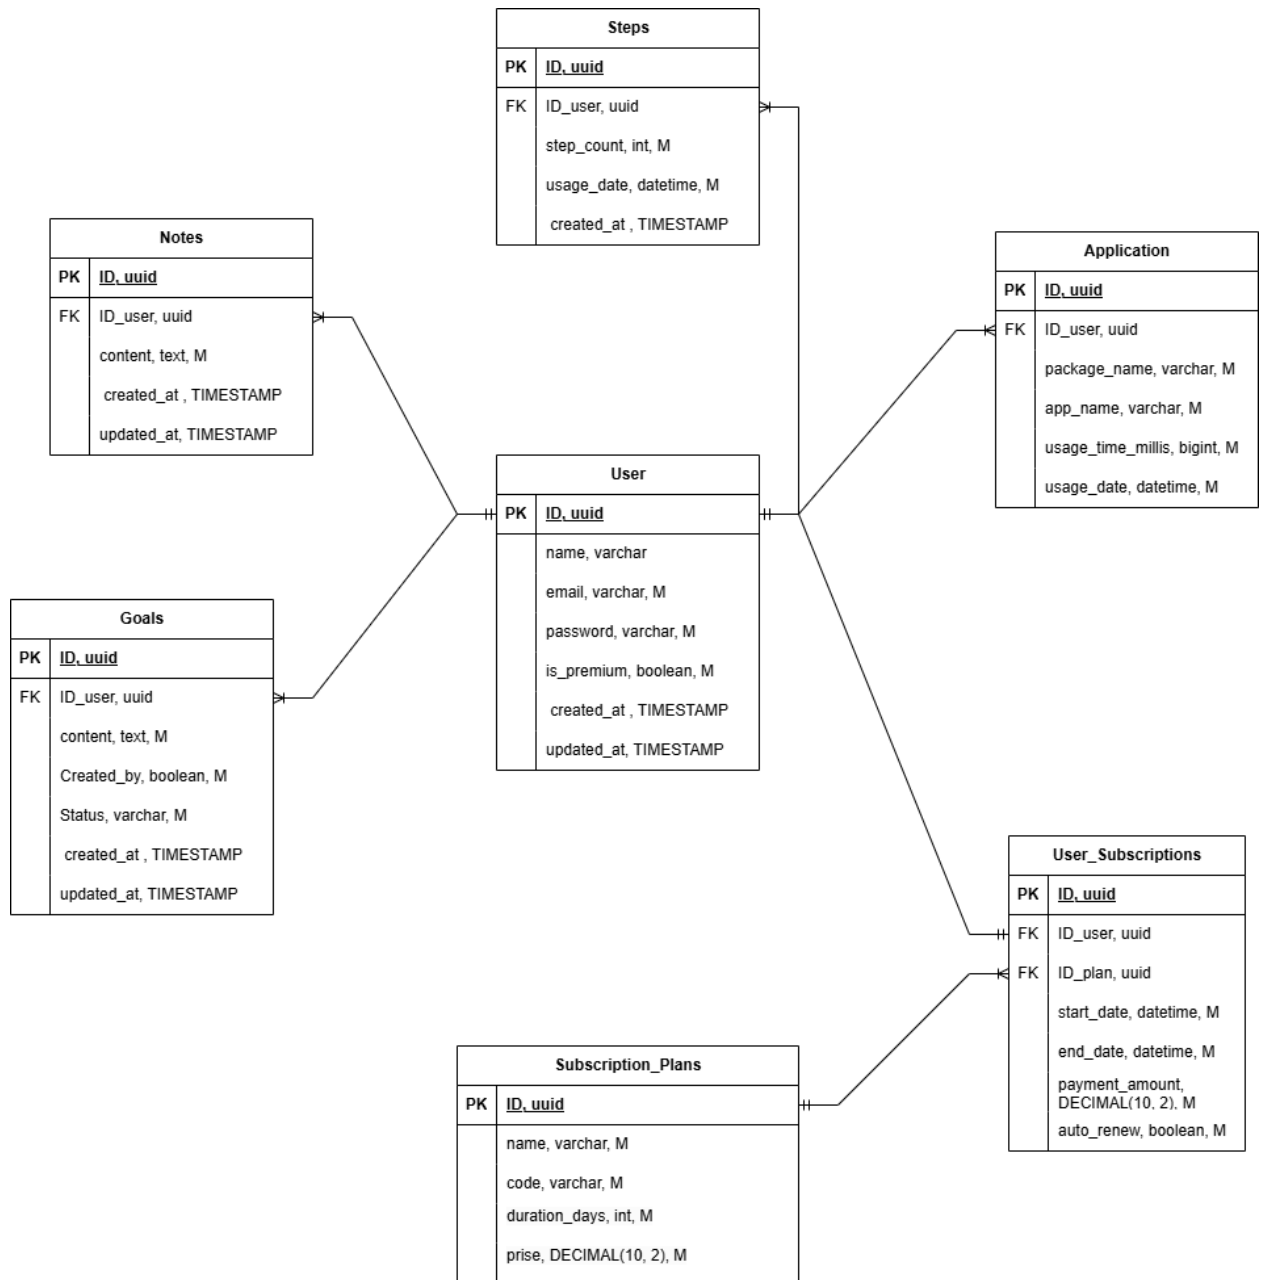 Steps
PK ID, uuid
FK ID_user, uuid
step_count, int, M
usage_date, datetime, M
created_at , TIMESTAMP
Notes
PK ID, uuid
FK ID_user, uuid
content, text, M
created_at , TIMESTAMP
updated_at, TIMESTAMP
Application
PK ID, uuid
FK ID_user, uuid
package_name, varchar, M
app_name, varchar, M
usage_time_millis, bigint, M
usage_date, datetime, M
User
PK ID, uuid
name, varchar
email, varchar, M
password, varchar, M
is_premium, boolean, M
created_at , TIMESTAMP
updated_at, TIMESTAMP
Goals
PK ID, uuid
FK ID_user, uuid
content, text, M
Created_by, boolean, M
Status, varchar, M
created_at , TIMESTAMP
updated_at, TIMESTAMP
User_Subscriptions
PK ID, uuid
FK ID_user, uuid
FK ID_plan, uuid
start_date, datetime, M
end_date, datetime, M
payment_amount,
DECIMAL(10, 2), M
auto_renew, boolean, M
Subscription_Plans
PK ID, uuid
name, varchar, M
code, varchar, M
duration_days, int, M
prise, DECIMAL(10, 2), M